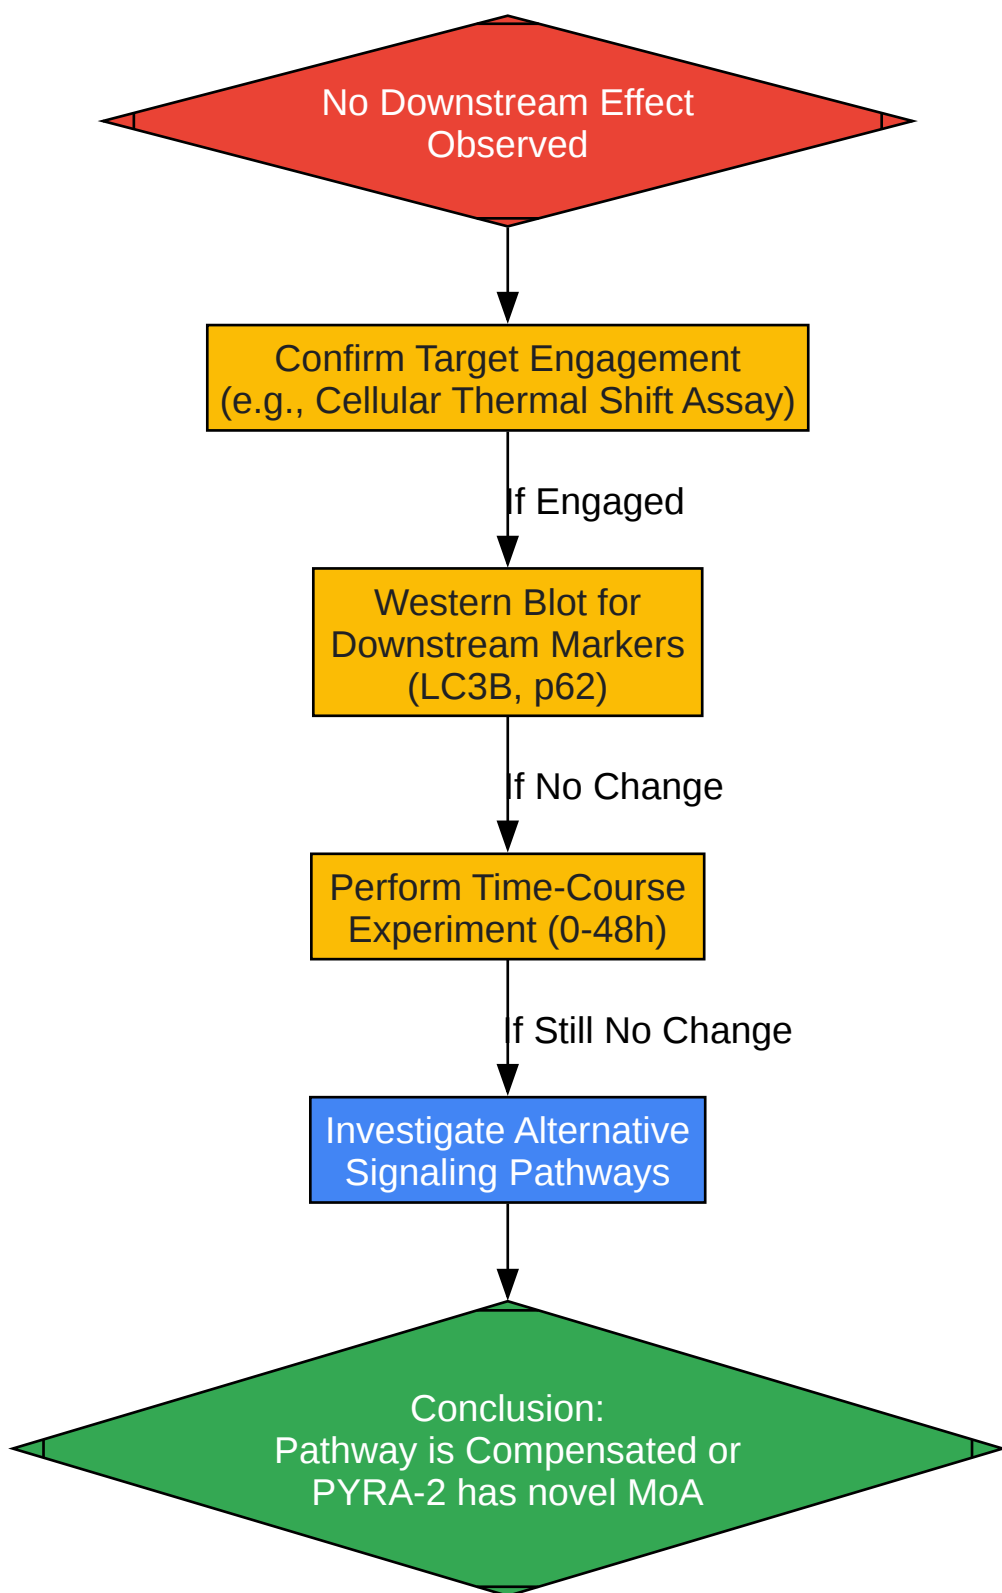 No Downstream Effect
Observed
Confirm Target Engagement
(e.g., Cellular Thermal Shift Assay)
If Engaged
Western Blot for
Downstream Markers
(LC3B, p62)
If No Change
Perform Time-Course
Experiment (0-48h)
If Still No Change
Investigate Alternative
Signaling Pathways
Conclusion:
Pathway is Compensated or
PYRA-2 has novel MoA